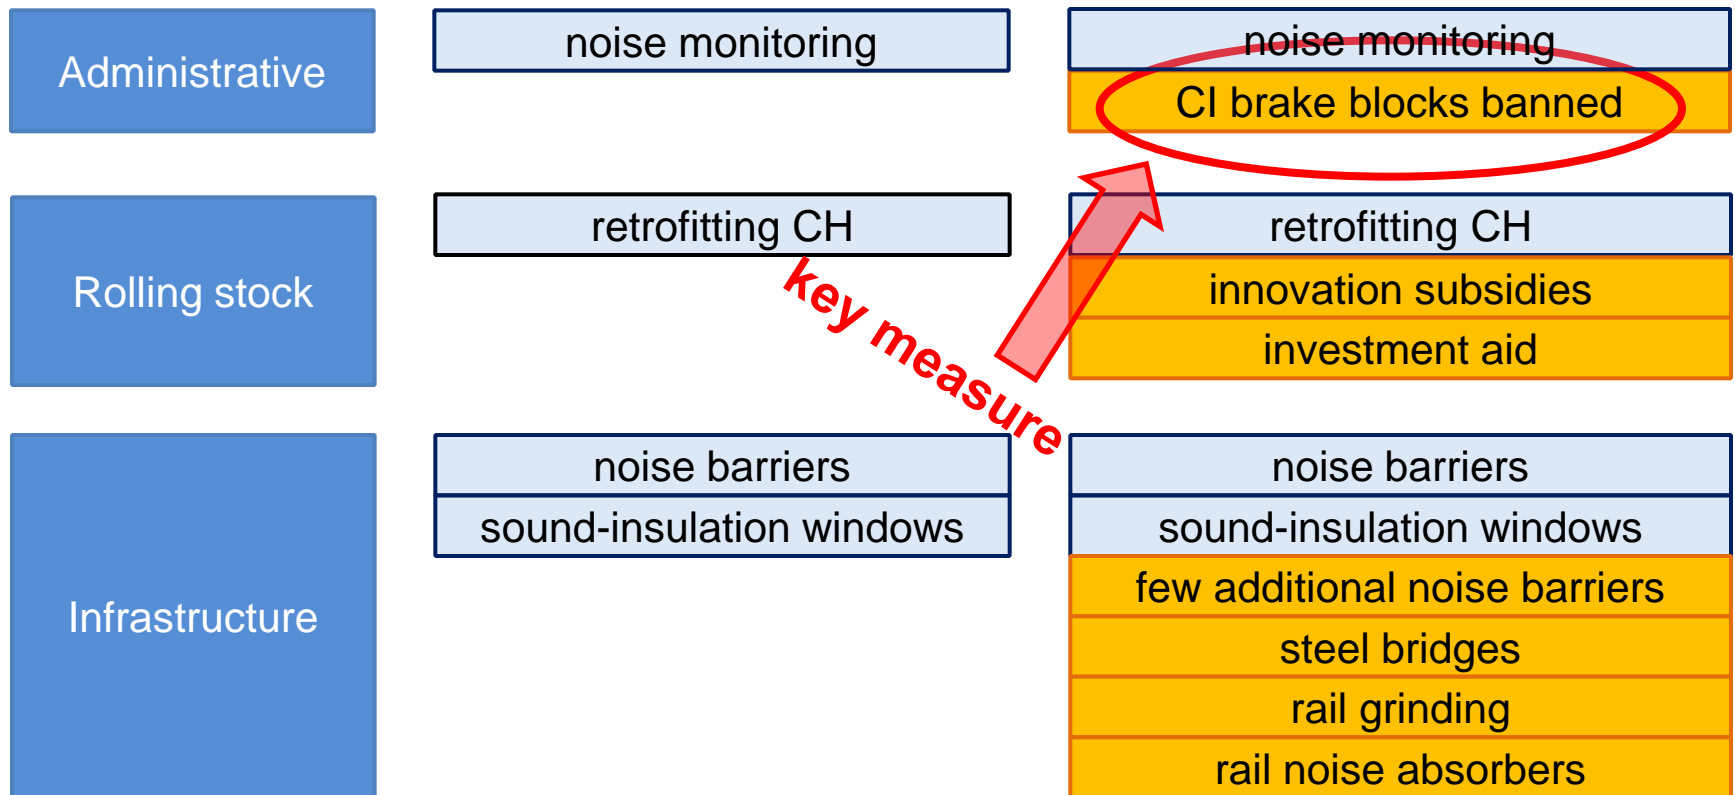 Administrative
noise monitoring
noise monitoring
CI brake blocks banned
Rolling stock
retrofitting CH
retrofitting CH
innovation subsidies
investment aid
key measure
Infrastructure
noise barriers
sound-insulation windows
noise barriers
sound-insulation windows
few additional noise barriers
steel bridges
rail grinding
rail noise absorbers